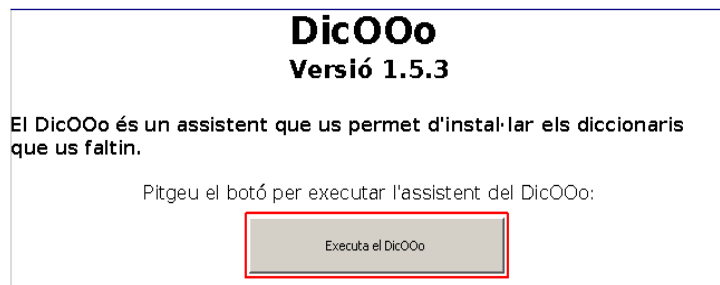 DicOOo
Versió 1.5.3
El DicOOo és un assistent que us permet d'instal·lar els diccionaris
que us faltin.
Pitgeu el botó per executar l'assistent del DicOOo:
Executa el DicOOo